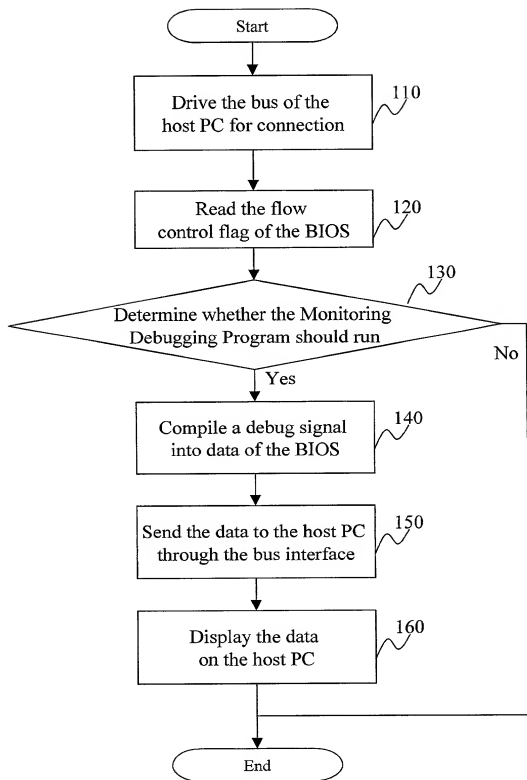 Start
Drive the bus of the
host PC for connection
110
Read the flow
control flag of the BIOS
120
130
Determine whether the Monitoring
Debugging Program should run
No
Yes
Compile a debug signal
into data of the BIOS
140
Send the data to the host PC
through the bus interface
150
Display the data
on the host PC
160
End